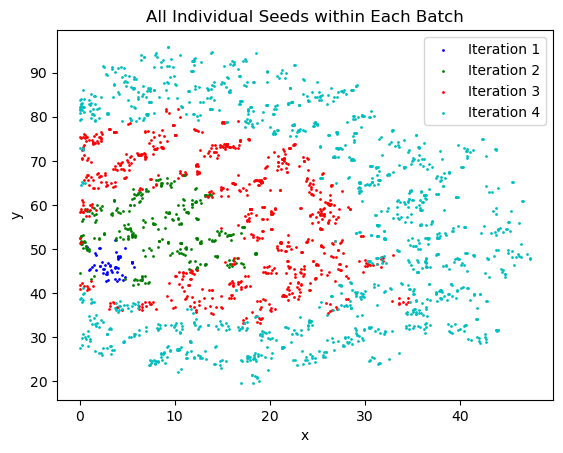 All Individual Seeds within Each Batch
Iteration 1
Iteration 2
Iteration 3
Iteration 4
90
80
70
60
50
40
30
20
y
0 10 20 30 40
x